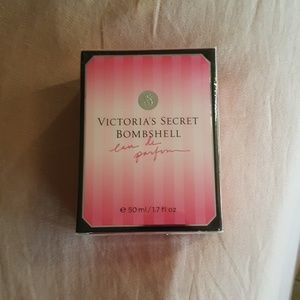 VICTORIA'S SECRET
BOMBSHELL
eau de
parfum
℮ 50 ml/1.7 fl oz